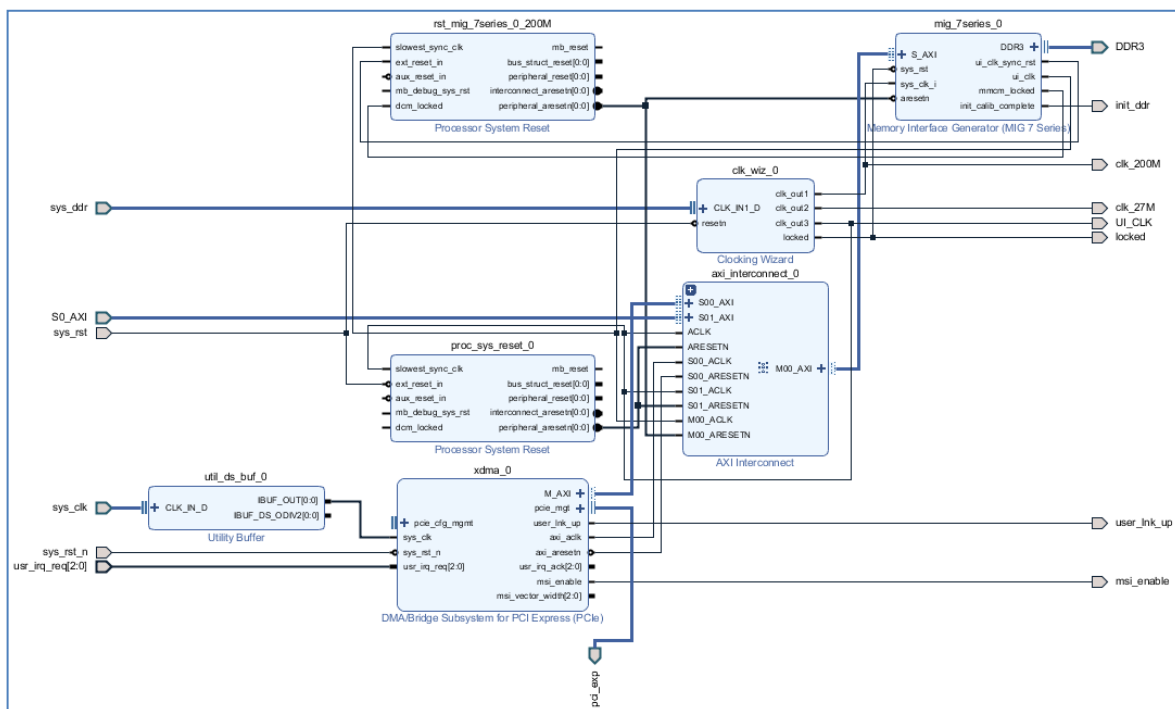 rst_mig_7series_0_200M
slowest_sync_clk
ext_reset_in
aux_reset_in
mb_debug_sys_rst
dcm_locked
mb_reset
bus_struct_reset[0:0]
peripheral_reset[0:0]
interconnect_aresetn[0:0]
peripheral_aresetn[0:0]
Processor System Reset
mig_7series_0
S_AXI
sys_rst
sys_clk_i
aresetn
DDR3
ui_clk_sync_rst
ui_clk
mmcm_locked
init_calib_complete
Memory Interface Generator (MIG 7 Series)
DDR3
init_ddr
clk_200M
clk_27M
UI_CLK
locked
clk_wiz_0
CLK_IN1_D
resetn
clk_out1
clk_out2
clk_out3
locked
Clocking Wizard
sys_ddr
S0_AXI
sys_rst
axi_interconnect_0
S00_AXI
S01_AXI
ACLK
ARESETN
S00_ACLK
S00_ARESETN
S01_ACLK
S01_ARESETN
M00_ACLK
M00_ARESETN
M00_AXI
AXI Interconnect
proc_sys_reset_0
slowest_sync_clk
ext_reset_in
aux_reset_in
mb_debug_sys_rst
dcm_locked
mb_reset
bus_struct_reset[0:0]
peripheral_reset[0:0]
interconnect_aresetn[0:0]
peripheral_aresetn[0:0]
Processor System Reset
util_ds_buf_0
CLK_IN_D
IBUF_OUT[0:0]
IBUF_DS_ODIV2[0:0]
Utility Buffer
sys_clk
sys_rst_n
usr_irq_req[2:0]
xdma_0
pcie_cfg_mgmt
sys_clk
sys_rst_n
usr_irq_req[2:0]
M_AXI
pcie_mgt
user_lnk_up
axi_aclk
axi_aresetn
usr_irq_ack[2:0]
msi_enable
msi_vector_width[2:0]
DMA/Bridge Subsystem for PCI Express (PCIe)
user_lnk_up
msi_enable
pci_exp